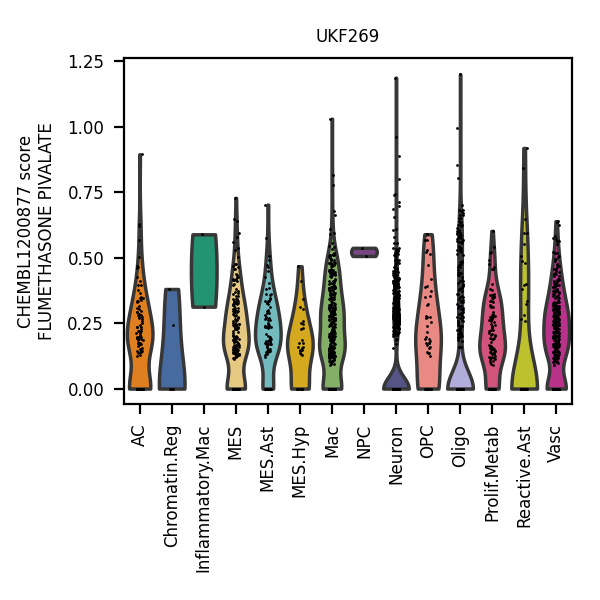 UKF269
CHEMBL1200877 score
FLUMETHASONE PIVALATE
1.25
1.00
0.75
0.50
0.25
0.00
AC
Chromatin.Reg
Inflammatory.Mac
MES
MES.Ast
MES.Hyp
Mac
NPC
Neuron
OPC
Oligo
Prolif.Metab
Reactive.Ast
Vasc